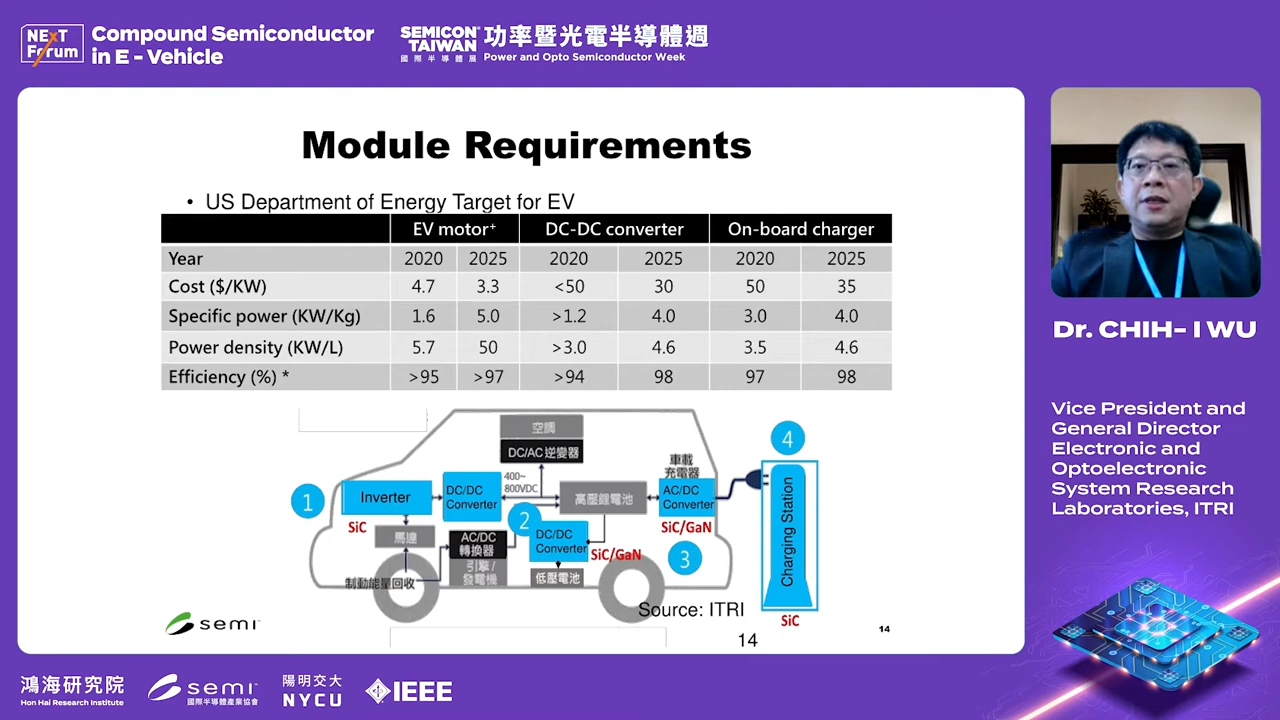 NEXT Forum
Compound Semiconductor
in E - Vehicle
SEMICON
TAIWAN
國際半導體展
功率暨光電半導體週
Power and Opto Semiconductor Week
Module Requirements
• US Department of Energy Target for EV
EV motor+ DC-DC converter On-board charger
Year 2020 2025 2020 2025 2020 2025
Cost ($/KW) 4.7 3.3 <50 30 50 35
Specific power (KW/Kg) 1.6 5.0 >1.2 4.0 3.0 4.0
Power density (KW/L) 5.7 50 >3.0 4.6 3.5 4.6
Efficiency (%) * >95 >97 >94 98 97 98
空調
DC/AC逆變器
400~
800VDC
1
Inverter
SiC
DC/DC
Converter
高壓鋰電池
車載
充電器
AC/DC
Converter
SiC/GaN
4
Charging Station
SiC
馬達
AC/DC
轉換器
引擎/
發電機
2
DC/DC
Converter
SiC/GaN
3
制動能量回收
低壓電池
Source: ITRI
semi
14
14
Dr. CHIH- I WU
Vice President and
General Director
Electronic and
Optoelectronic
System Research
Laboratories, ITRI
鴻海研究院
Hon Hai Research Institute
semi
國際半導體產業協會
陽明交大
NYCU
IEEE